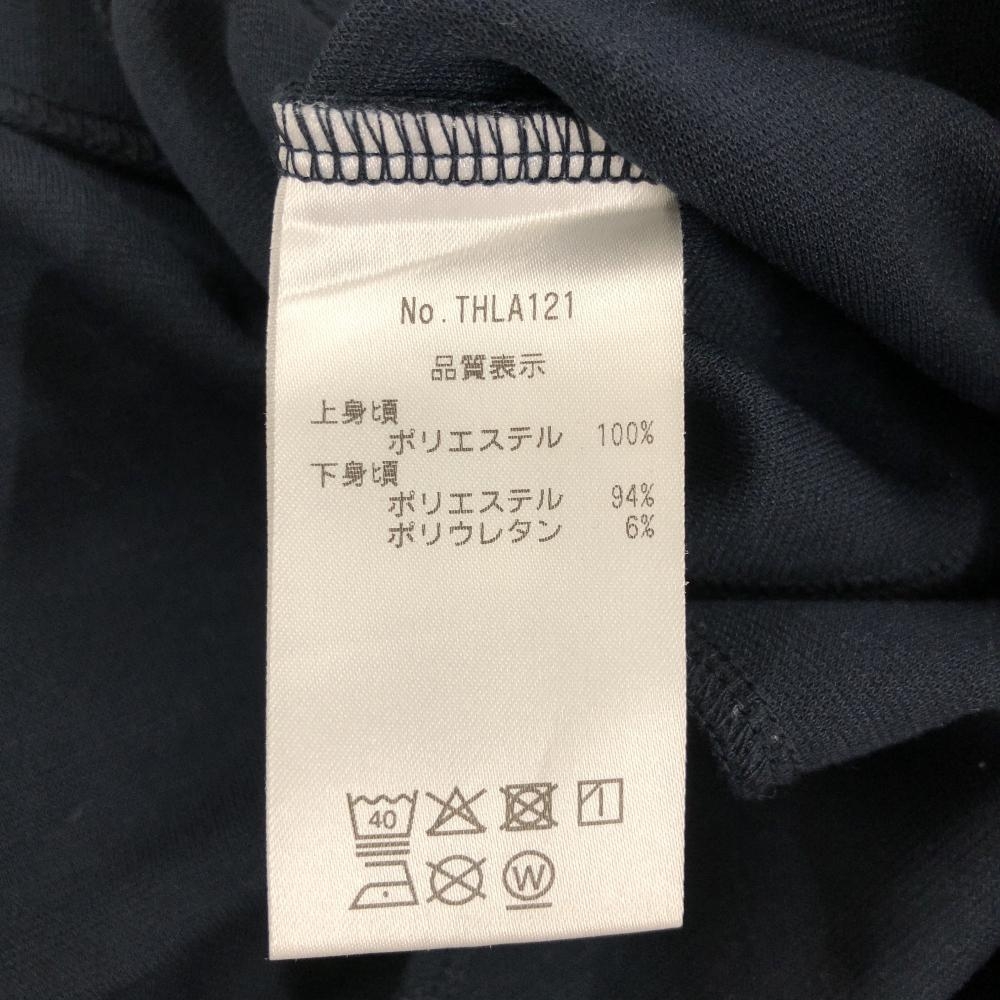 No.THLA121
品質表示
上身頃
ポリエステル 100%
下身頃
ポリエステル 94%
ポリウレタン 6%
40
W